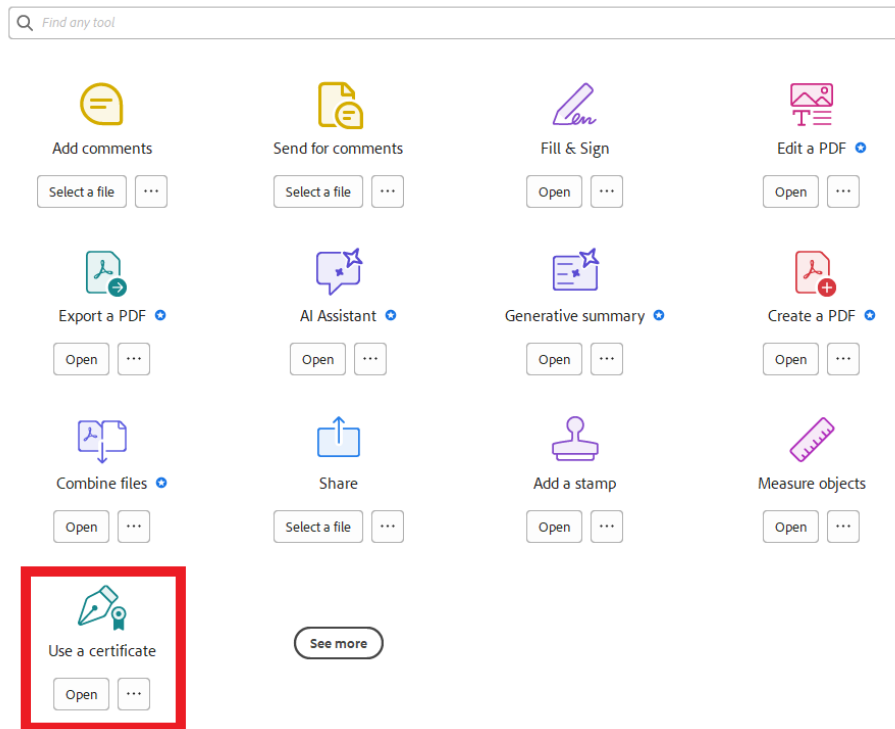 Find any tool
Add comments Send for comments Fill & Sign Edit a PDF
Select a file ... Select a file ... Open ... Open ...
Export a PDF AI Assistant Generative summary Create a PDF
Open ... Open ... Open ... Open ...
Combine files Share Add a stamp Measure objects
Open ... Select a file ... Open ... Open ...
Use a certificate See more
Open ...